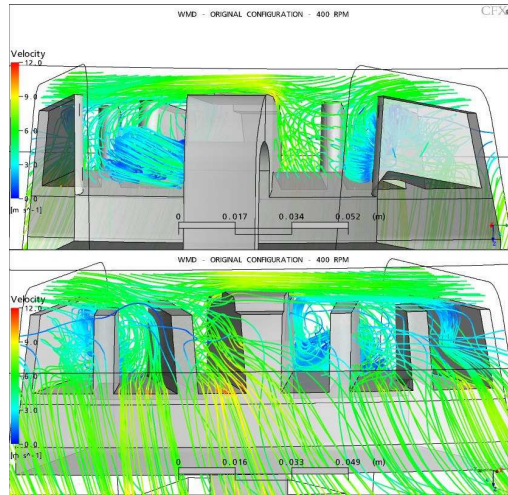 WMD - ORIGINAL CONFIGURATION - 400 RPM
CFX
Velocity
12.0
9.0
6.0
3.0
0.0
[m s^-1]
0 0.017 0.034 0.052 (m)
WMD - ORIGINAL CONFIGURATION - 400 RPM
Velocity
12.0
9.0
6.0
3.0
0.0
[m s^-1]
0 0.016 0.033 0.049 (m)